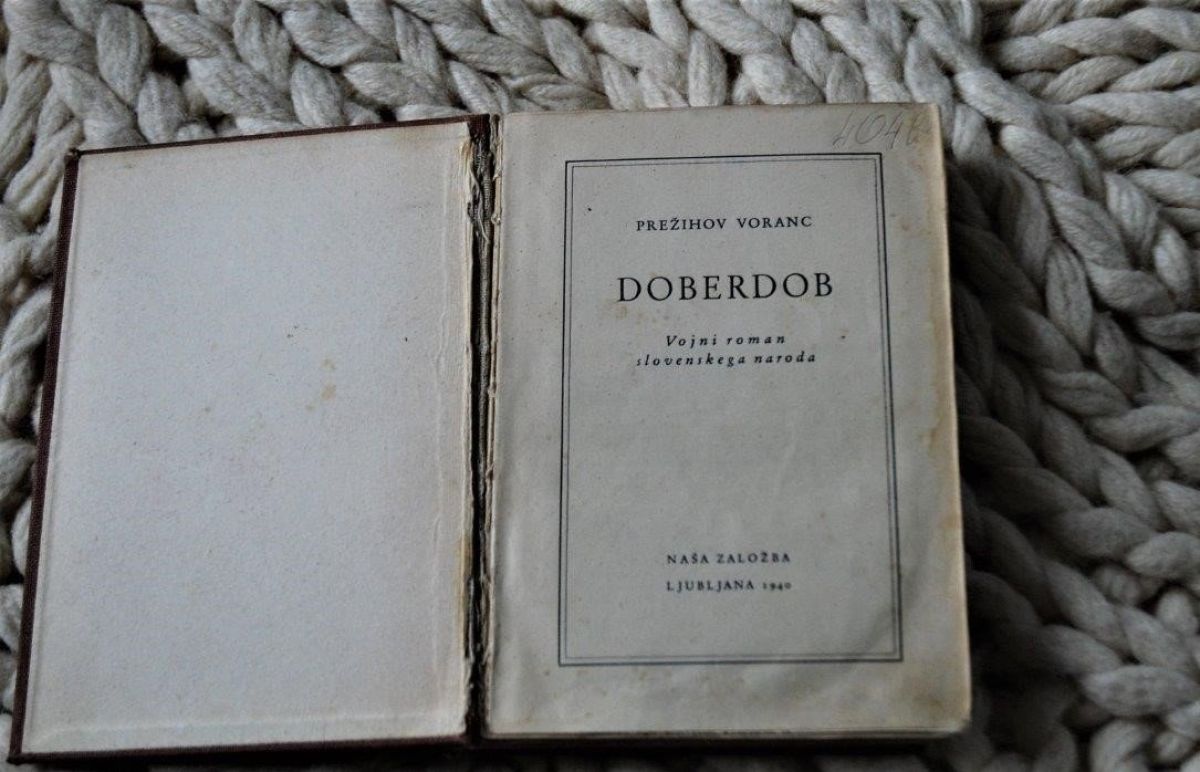 PREŽIHOV VORANC
DOBERDOB
Vojni roman
slovenskega naroda
NAŠA ZALOŽBA
LJUBLJANA 1940